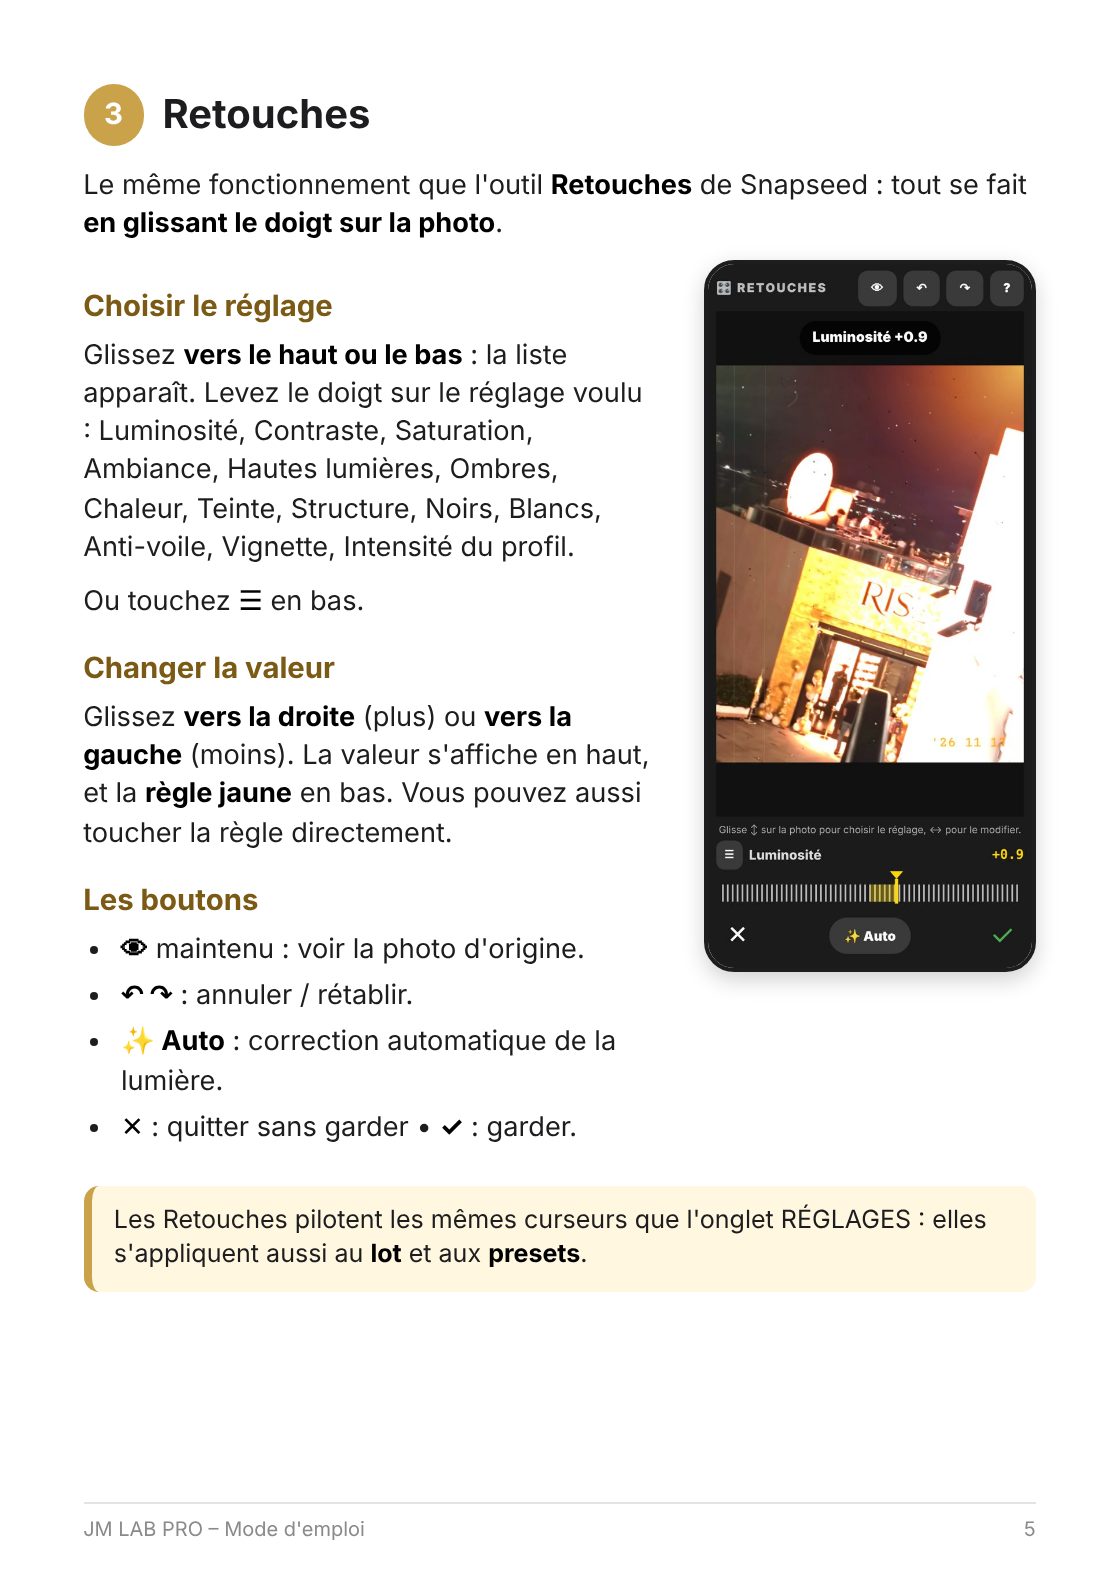 3 Retouches
Le même fonctionnement que l'outil Retouches de Snapseed : tout se fait
en glissant le doigt sur la photo.
Choisir le réglage
Glissez vers le haut ou le bas : la liste
apparaît. Levez le doigt sur le réglage voulu
: Luminosité, Contraste, Saturation,
Ambiance, Hautes lumières, Ombres,
Chaleur, Teinte, Structure, Noirs, Blancs,
Anti-voile, Vignette, Intensité du profil.
Ou touchez ☰ en bas.
Changer la valeur
Glissez vers la droite (plus) ou vers la
gauche (moins). La valeur s'affiche en haut,
et la règle jaune en bas. Vous pouvez aussi
toucher la règle directement.
Les boutons
• 👁 maintenu : voir la photo d'origine.
• ↶ ↷ : annuler / rétablir.
• ✨ Auto : correction automatique de la
lumière.
• ✕ : quitter sans garder • ✓ : garder.
🎛 RETOUCHES 👁 ↶ ↷ ?
Luminosité +0.9
RIS
'26 11
Glisse ↕ sur la photo pour choisir le réglage, ↔ pour le modifier.
☰ Luminosité +0.9
✕ ✨ Auto ✓
Les Retouches pilotent les mêmes curseurs que l'onglet RÉGLAGES : elles
s'appliquent aussi au lot et aux presets.
JM LAB PRO – Mode d'emploi 5